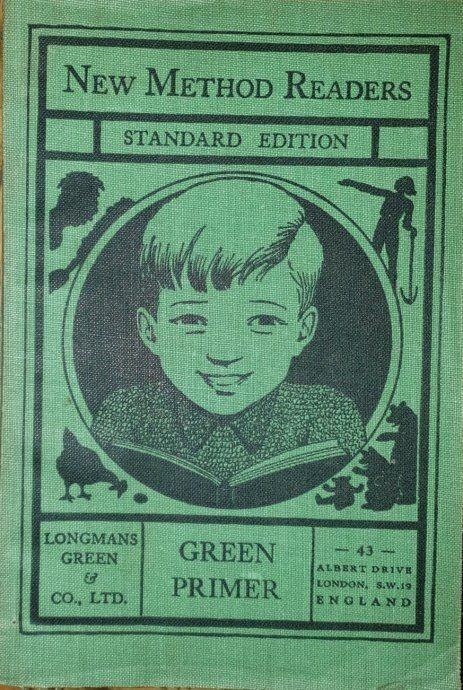 NEW METHOD READERS
STANDARD EDITION
LONGMANS
GREEN
&
CO., LTD.
GREEN
PRIMER
— 43 —
ALBERT DRIVE
LONDON, S.W.19
ENGLAND